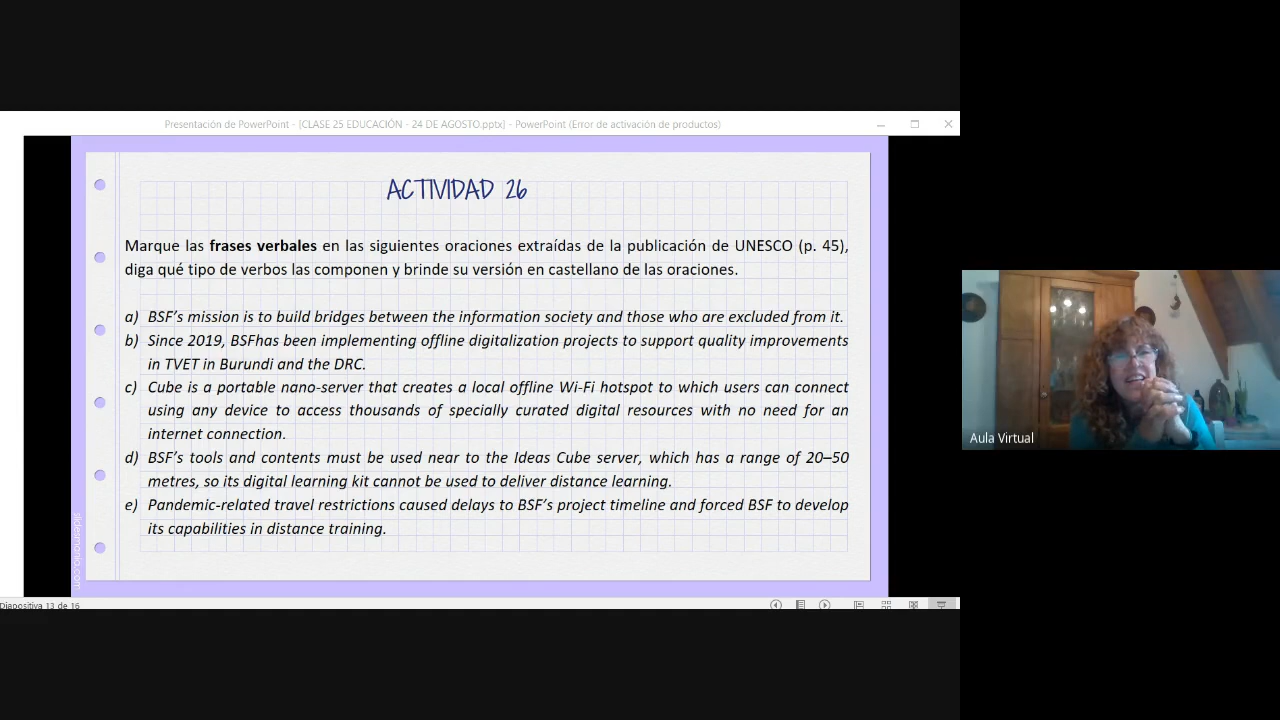 Presentación de PowerPoint - [CLASE 25 EDUCACIÓN - 24 DE AGOSTO.pptx] - PowerPoint (Error de activación de productos)
ACTIVIDAD 26
Marque las frases verbales en las siguientes oraciones extraídas de la publicación de UNESCO (p. 45),
diga qué tipo de verbos las componen y brinde su versión en castellano de las oraciones.
a) BSF’s mission is to build bridges between the information society and those who are excluded from it.
b) Since 2019, BSFhas been implementing offline digitalization projects to support quality improvements
in TVET in Burundi and the DRC.
c) Cube is a portable nano-server that creates a local offline Wi-Fi hotspot to which users can connect
using any device to access thousands of specially curated digital resources with no need for an
internet connection.
d) BSF’s tools and contents must be used near to the Ideas Cube server, which has a range of 20–50
metres, so its digital learning kit cannot be used to deliver distance learning.
e) Pandemic-related travel restrictions caused delays to BSF’s project timeline and forced BSF to develop
its capabilities in distance training.
slidesmania.com
Diapositiva 13 de 16
Aula Virtual